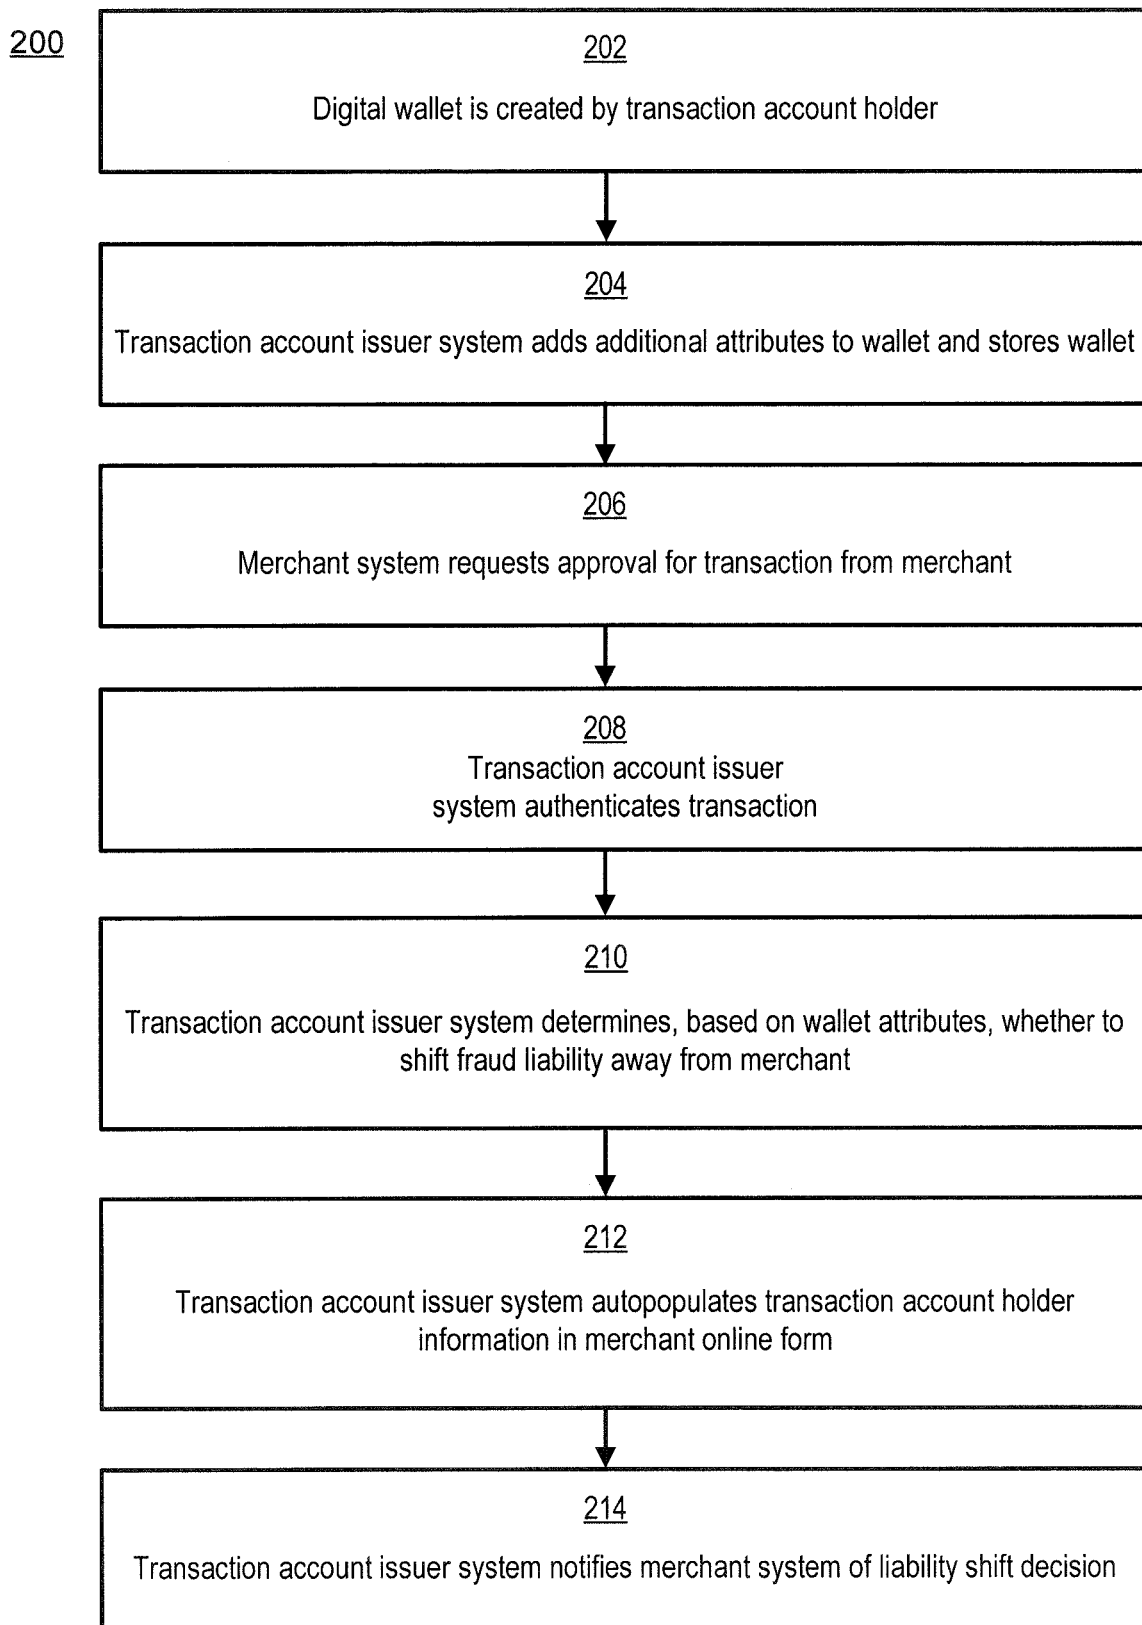 200
202
Digital wallet is created by transaction account holder
204
Transaction account issuer system adds additional attributes to wallet and stores wallet
206
Merchant system requests approval for transaction from merchant
208
Transaction account issuer
system authenticates transaction
210
Transaction account issuer system determines, based on wallet attributes, whether to
shift fraud liability away from merchant
212
Transaction account issuer system autopopulates transaction account holder
information in merchant online form
214
Transaction account issuer system notifies merchant system of liability shift decision